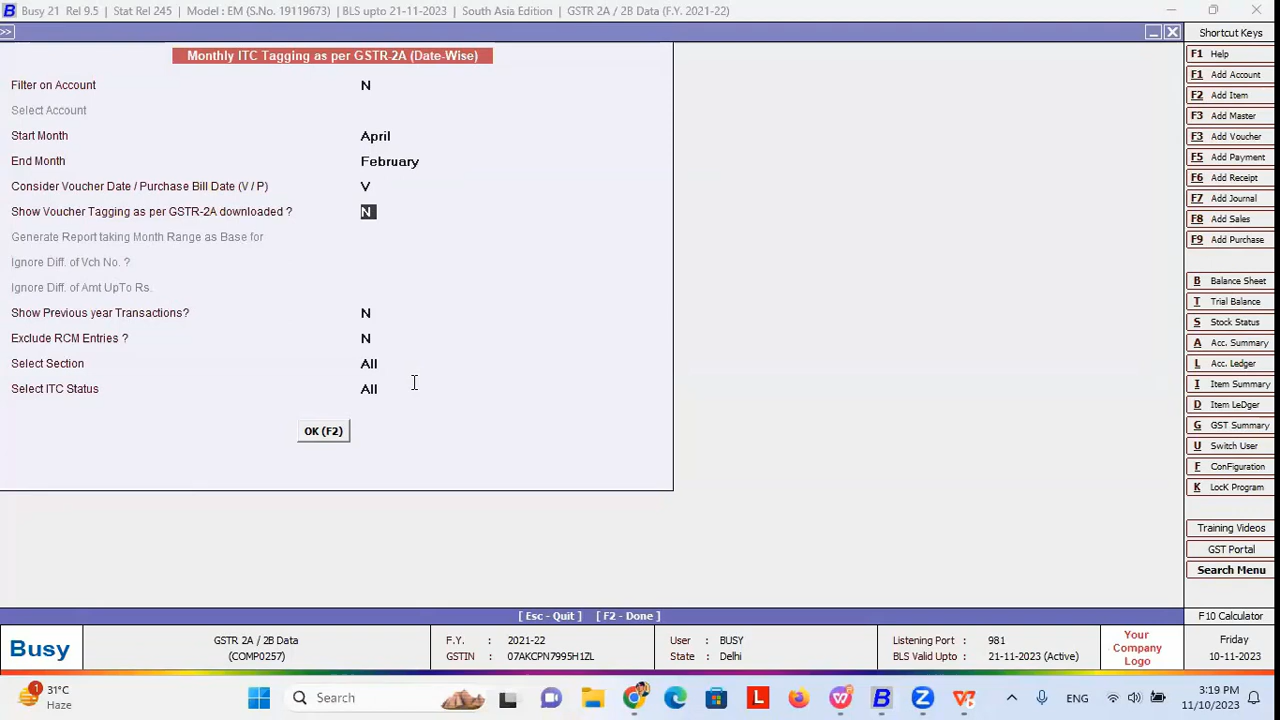 Busy 21 Rel 9.5 | Stat Rel 245 | Model : EM (S.No. 19119673) | BLS upto 21-11-2023 | South Asia Edition | GSTR 2A / 2B Data (F.Y. 2021-22)
>>
Shortcut Keys
Monthly ITC Tagging as per GSTR-2A (Date-Wise)
Filter on Account N
Select Account
Start Month April
End Month February
Consider Voucher Date / Purchase Bill Date (V / P) V
Show Voucher Tagging as per GSTR-2A downloaded ? N
Generate Report taking Month Range as Base for
Ignore Diff. of Vch No. ?
Ignore Diff. of Amt UpTo Rs.
Show Previous year Transactions? N
Exclude RCM Entries ? N
Select Section All
Select ITC Status All
OK (F2)
F1 Help
F1 Add Account
F2 Add Item
F3 Add Master
F3 Add Voucher
F5 Add Payment
F6 Add Receipt
F7 Add Journal
F8 Add Sales
F9 Add Purchase
B Balance Sheet
T Trial Balance
S Stock Status
A Acc. Summary
L Acc. Ledger
I Item Summary
D Item LeDger
G GST Summary
U Switch User
F ConFiguration
K LocK Program
Training Videos
GST Portal
Search Menu
[ Esc - Quit ] [ F2 - Done ]
F10 Calculator
Busy
GSTR 2A / 2B Data
(COMP0257)
F.Y. : 2021-22
GSTIN : 07AKCPN7995H1ZL
User : BUSY
State : Delhi
Listening Port : 981
BLS Valid Upto : 21-11-2023 (Active)
Your
Company
Logo
Friday
10-11-2023
1
31°C
Haze
Search
ENG
3:19 PM
11/10/2023